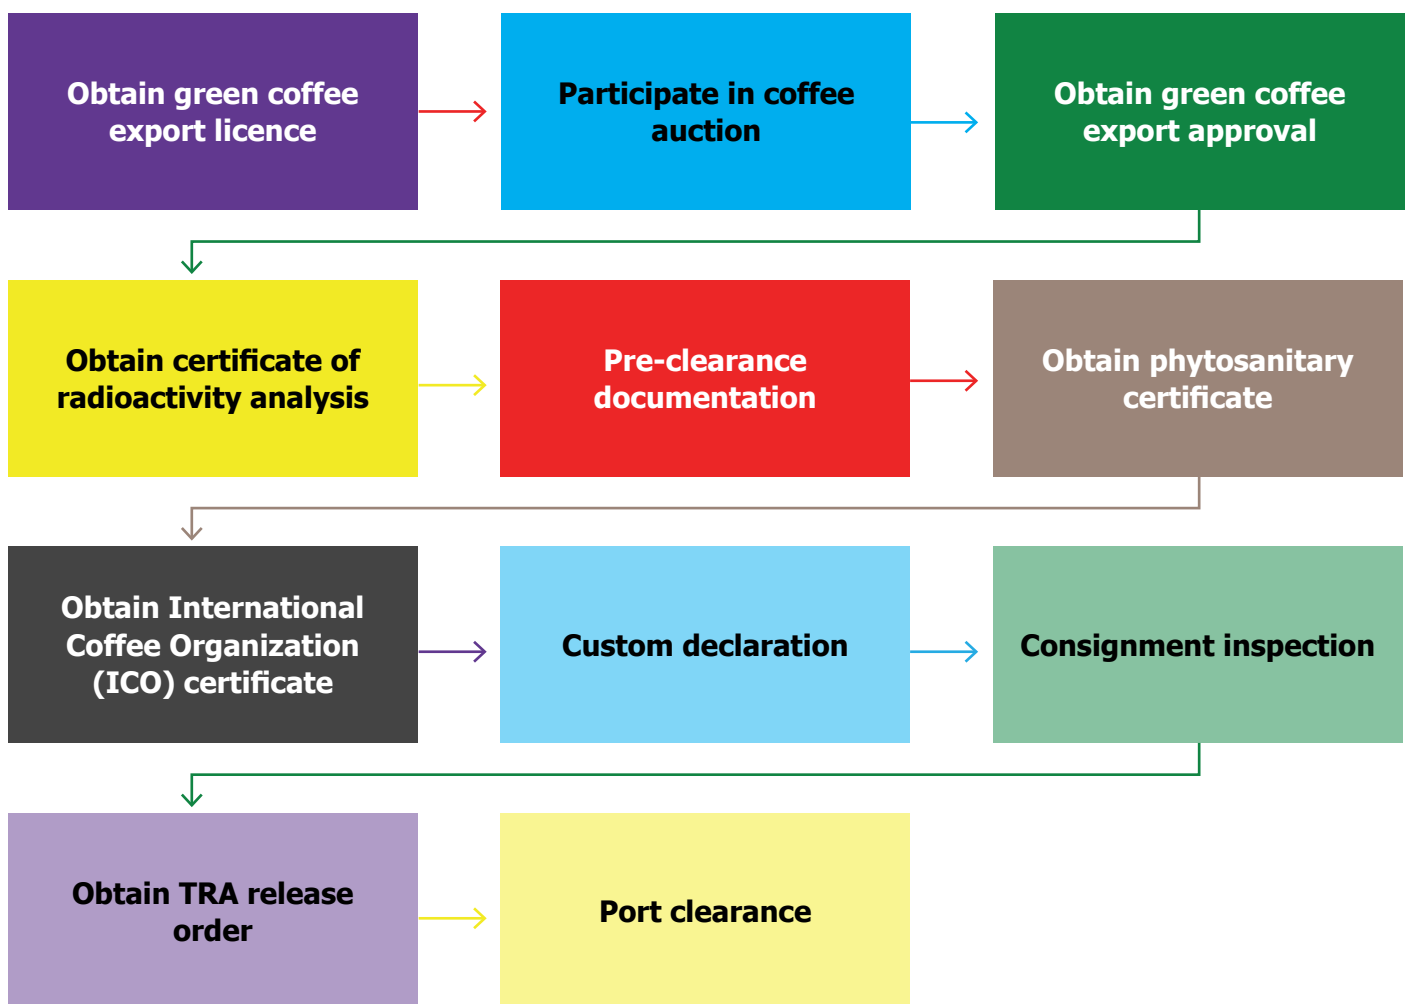 Obtain green coffee
export licence
Participate in coffee
auction
Obtain green coffee
export approval
Obtain certificate of
radioactivity analysis
Pre-clearance
documentation
Obtain phytosanitary
certificate
Obtain International
Coffee Organization
(ICO) certificate
Custom declaration
Consignment inspection
Obtain TRA release
order
Port clearance